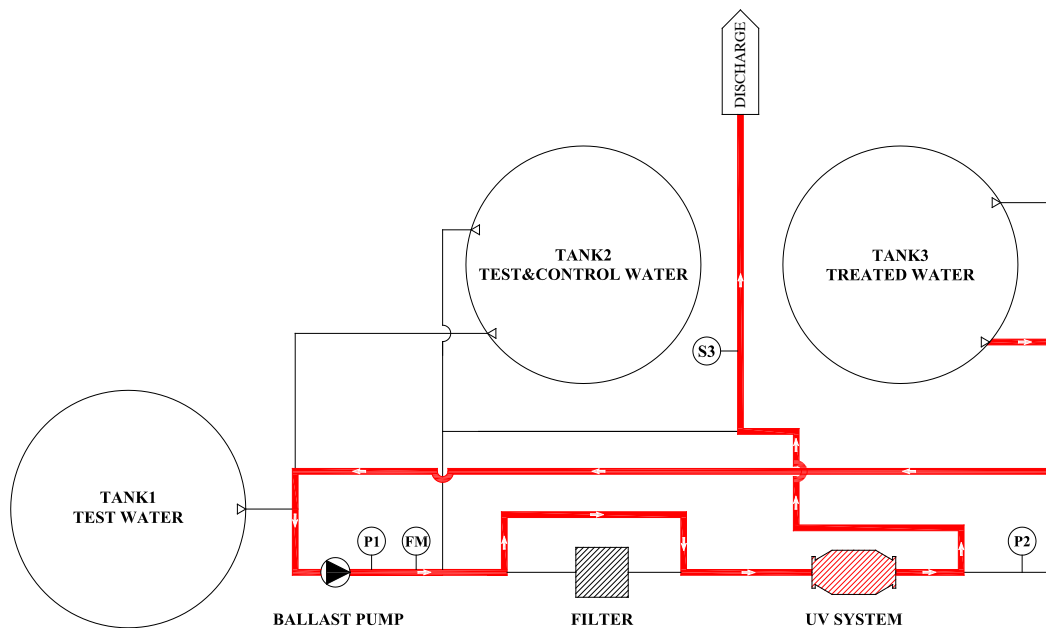 DISCHARGE
TANK2
TEST&CONTROL WATER
TANK3
TREATED WATER
S3
TANK1
TEST WATER
P1
FM
P2
BALLAST PUMP
FILTER
UV SYSTEM